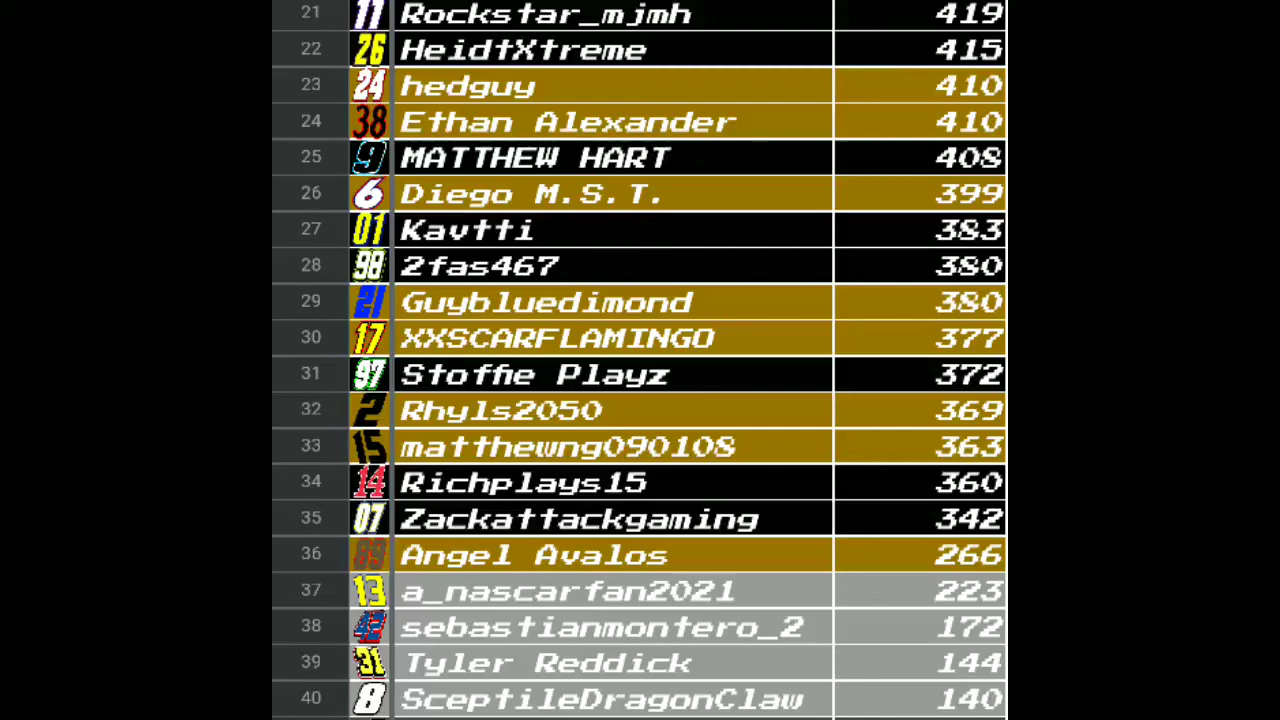 21 11 Rockstar_mjmh 419
22 26 HeidtXtreme 415
23 24 hedguy 410
24 38 Ethan Alexander 410
25 9 MATTHEW HART 408
26 6 Diego M.S.T. 399
27 01 Kavtti 383
28 98 2fas467 380
29 21 Guybluedimond 380
30 17 XXSCARFLAMINGO 377
31 97 Stoffie Playz 372
32 2 Rhyls2050 369
33 15 matthewng090108 363
34 14 Richplays15 360
35 07 Zackattackgaming 342
36 89 Angel Avalos 266
37 13 a_nascarfan2021 223
38 42 sebastianmontero_2 172
39 31 Tyler Reddick 144
40 8 SceptileDragonClaw 140